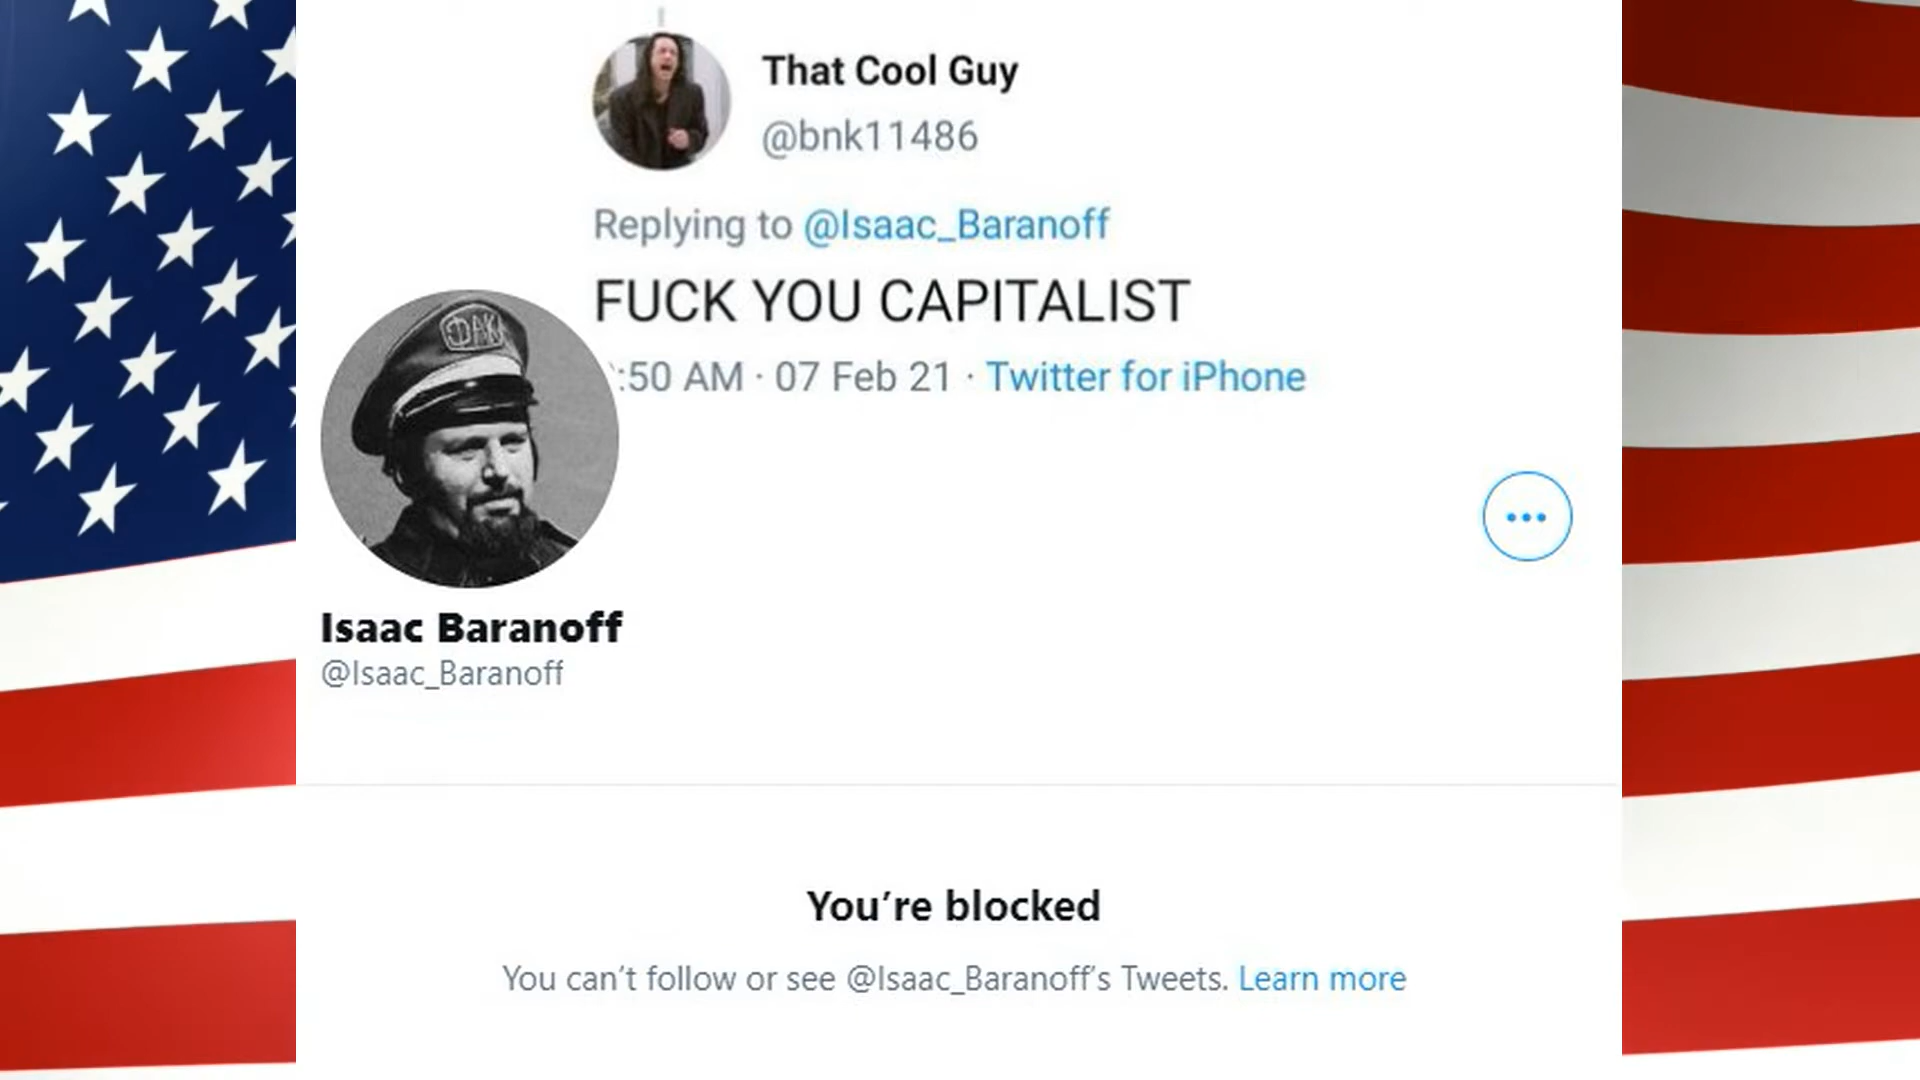 That Cool Guy
@bnk11486
Replying to @Isaac_Baranoff
FUCK YOU CAPITALIST
:50 AM · 07 Feb 21 · Twitter for iPhone
Isaac Baranoff
@Isaac_Baranoff
You’re blocked
You can’t follow or see @Isaac_Baranoff’s Tweets. Learn more